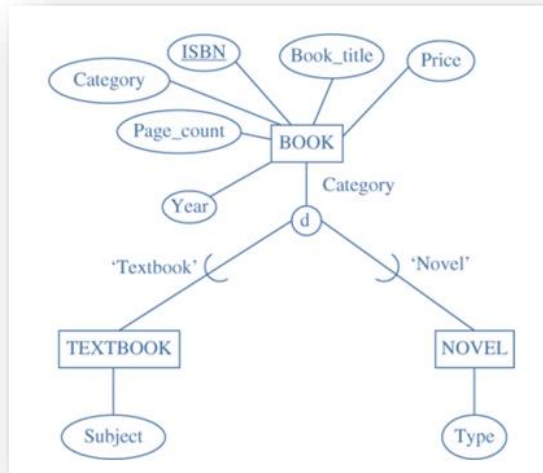 ISBN
Book_title
Price
Category
Page_count
BOOK
Category
Year
d
‘Textbook’
‘Novel’
TEXTBOOK
NOVEL
Subject
Type